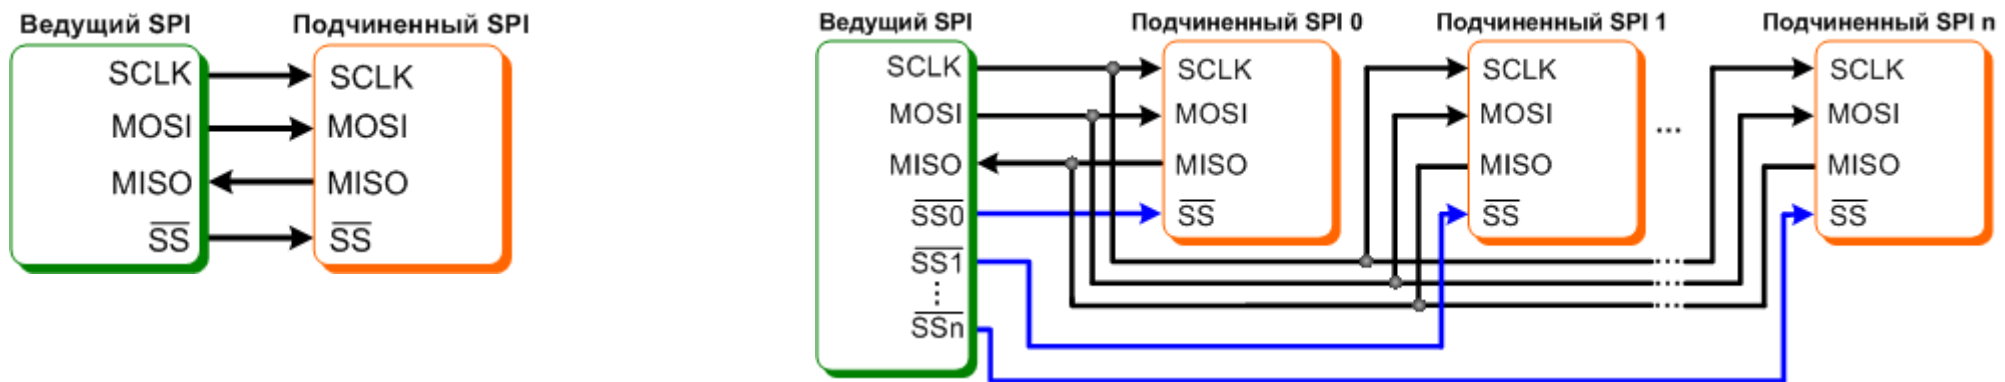 Ведущий SPI
Подчиненный SPI
SCLK
SCLK
MOSI
MOSI
MISO
MISO
SS
SS
Ведущий SPI
Подчиненный SPI 0
Подчиненный SPI 1
Подчиненный SPI n
SCLK
SCLK
SCLK
SCLK
MOSI
MOSI
MOSI
...
MOSI
MISO
MISO
MISO
MISO
SS0
SS
SS
SS
SS1
SSn